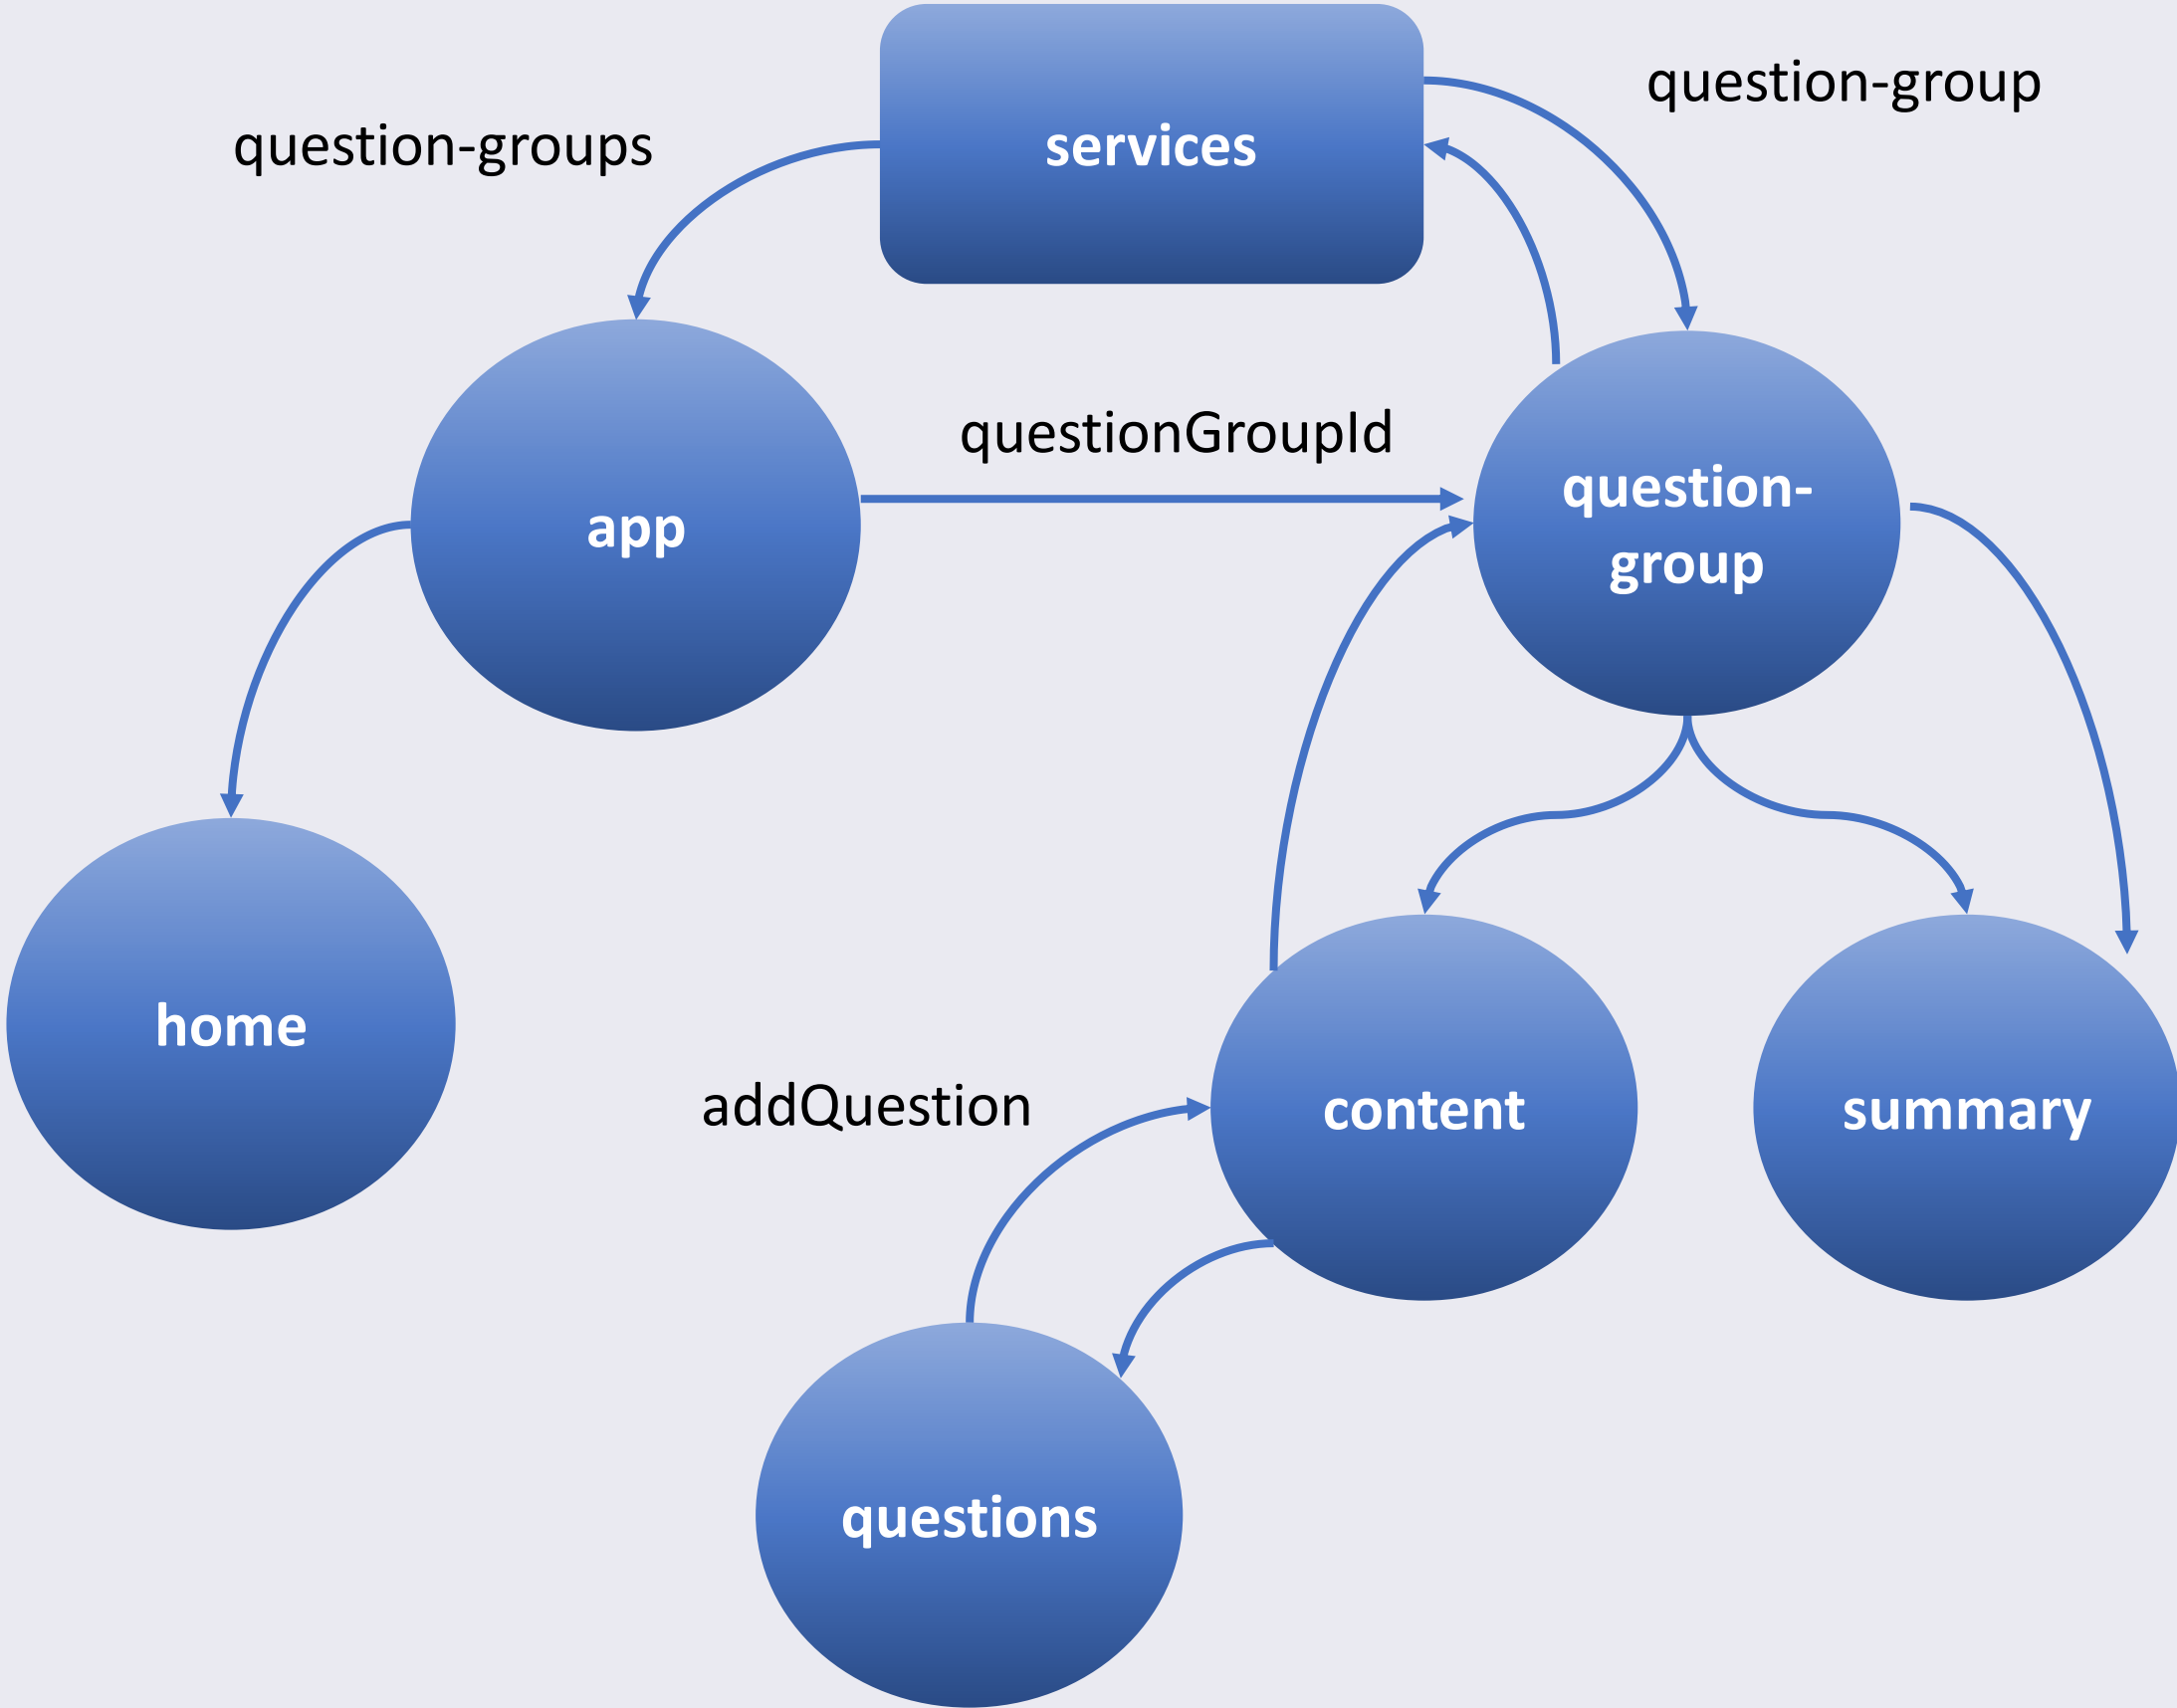 question-group
services
question-groups
questionGroupId
question-
group
app
home
addQuestion
content
summary
questions